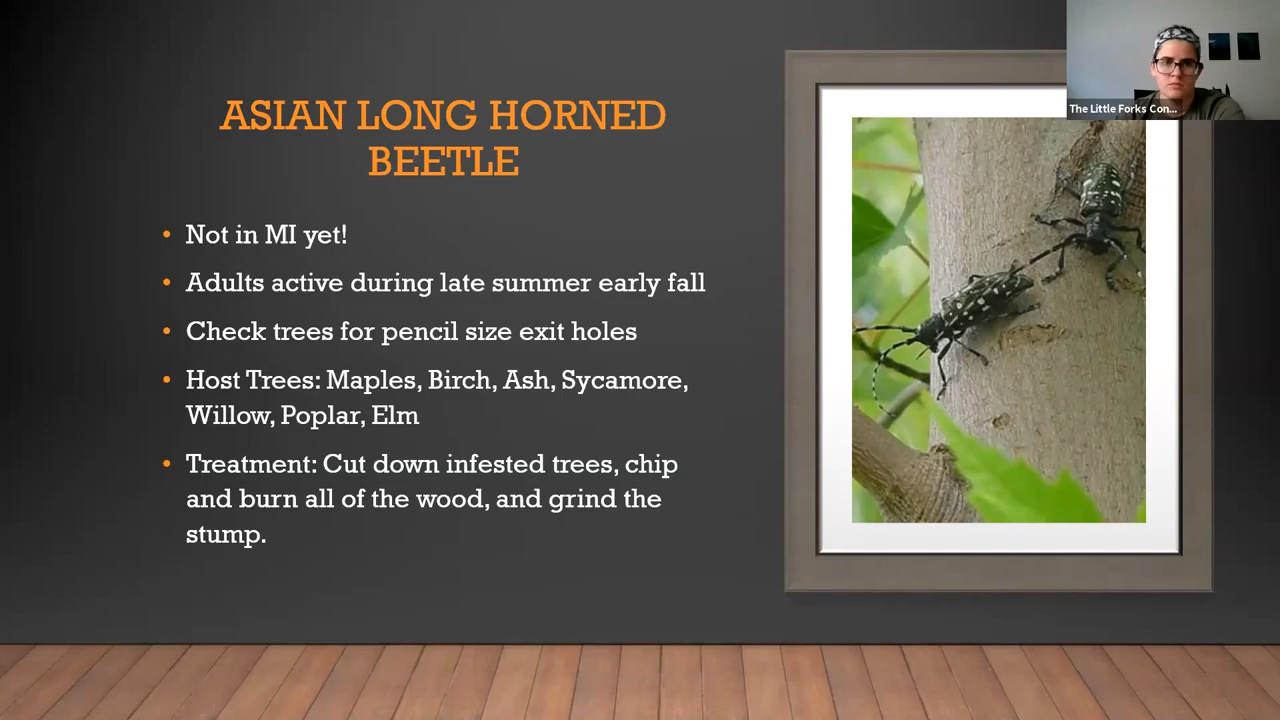 The Little Forks Con...
ASIAN LONG HORNED
BEETLE
• Not in MI yet!
• Adults active during late summer early fall
• Check trees for pencil size exit holes
• Host Trees: Maples, Birch, Ash, Sycamore,
Willow, Poplar, Elm
• Treatment: Cut down infested trees, chip
and burn all of the wood, and grind the
stump.